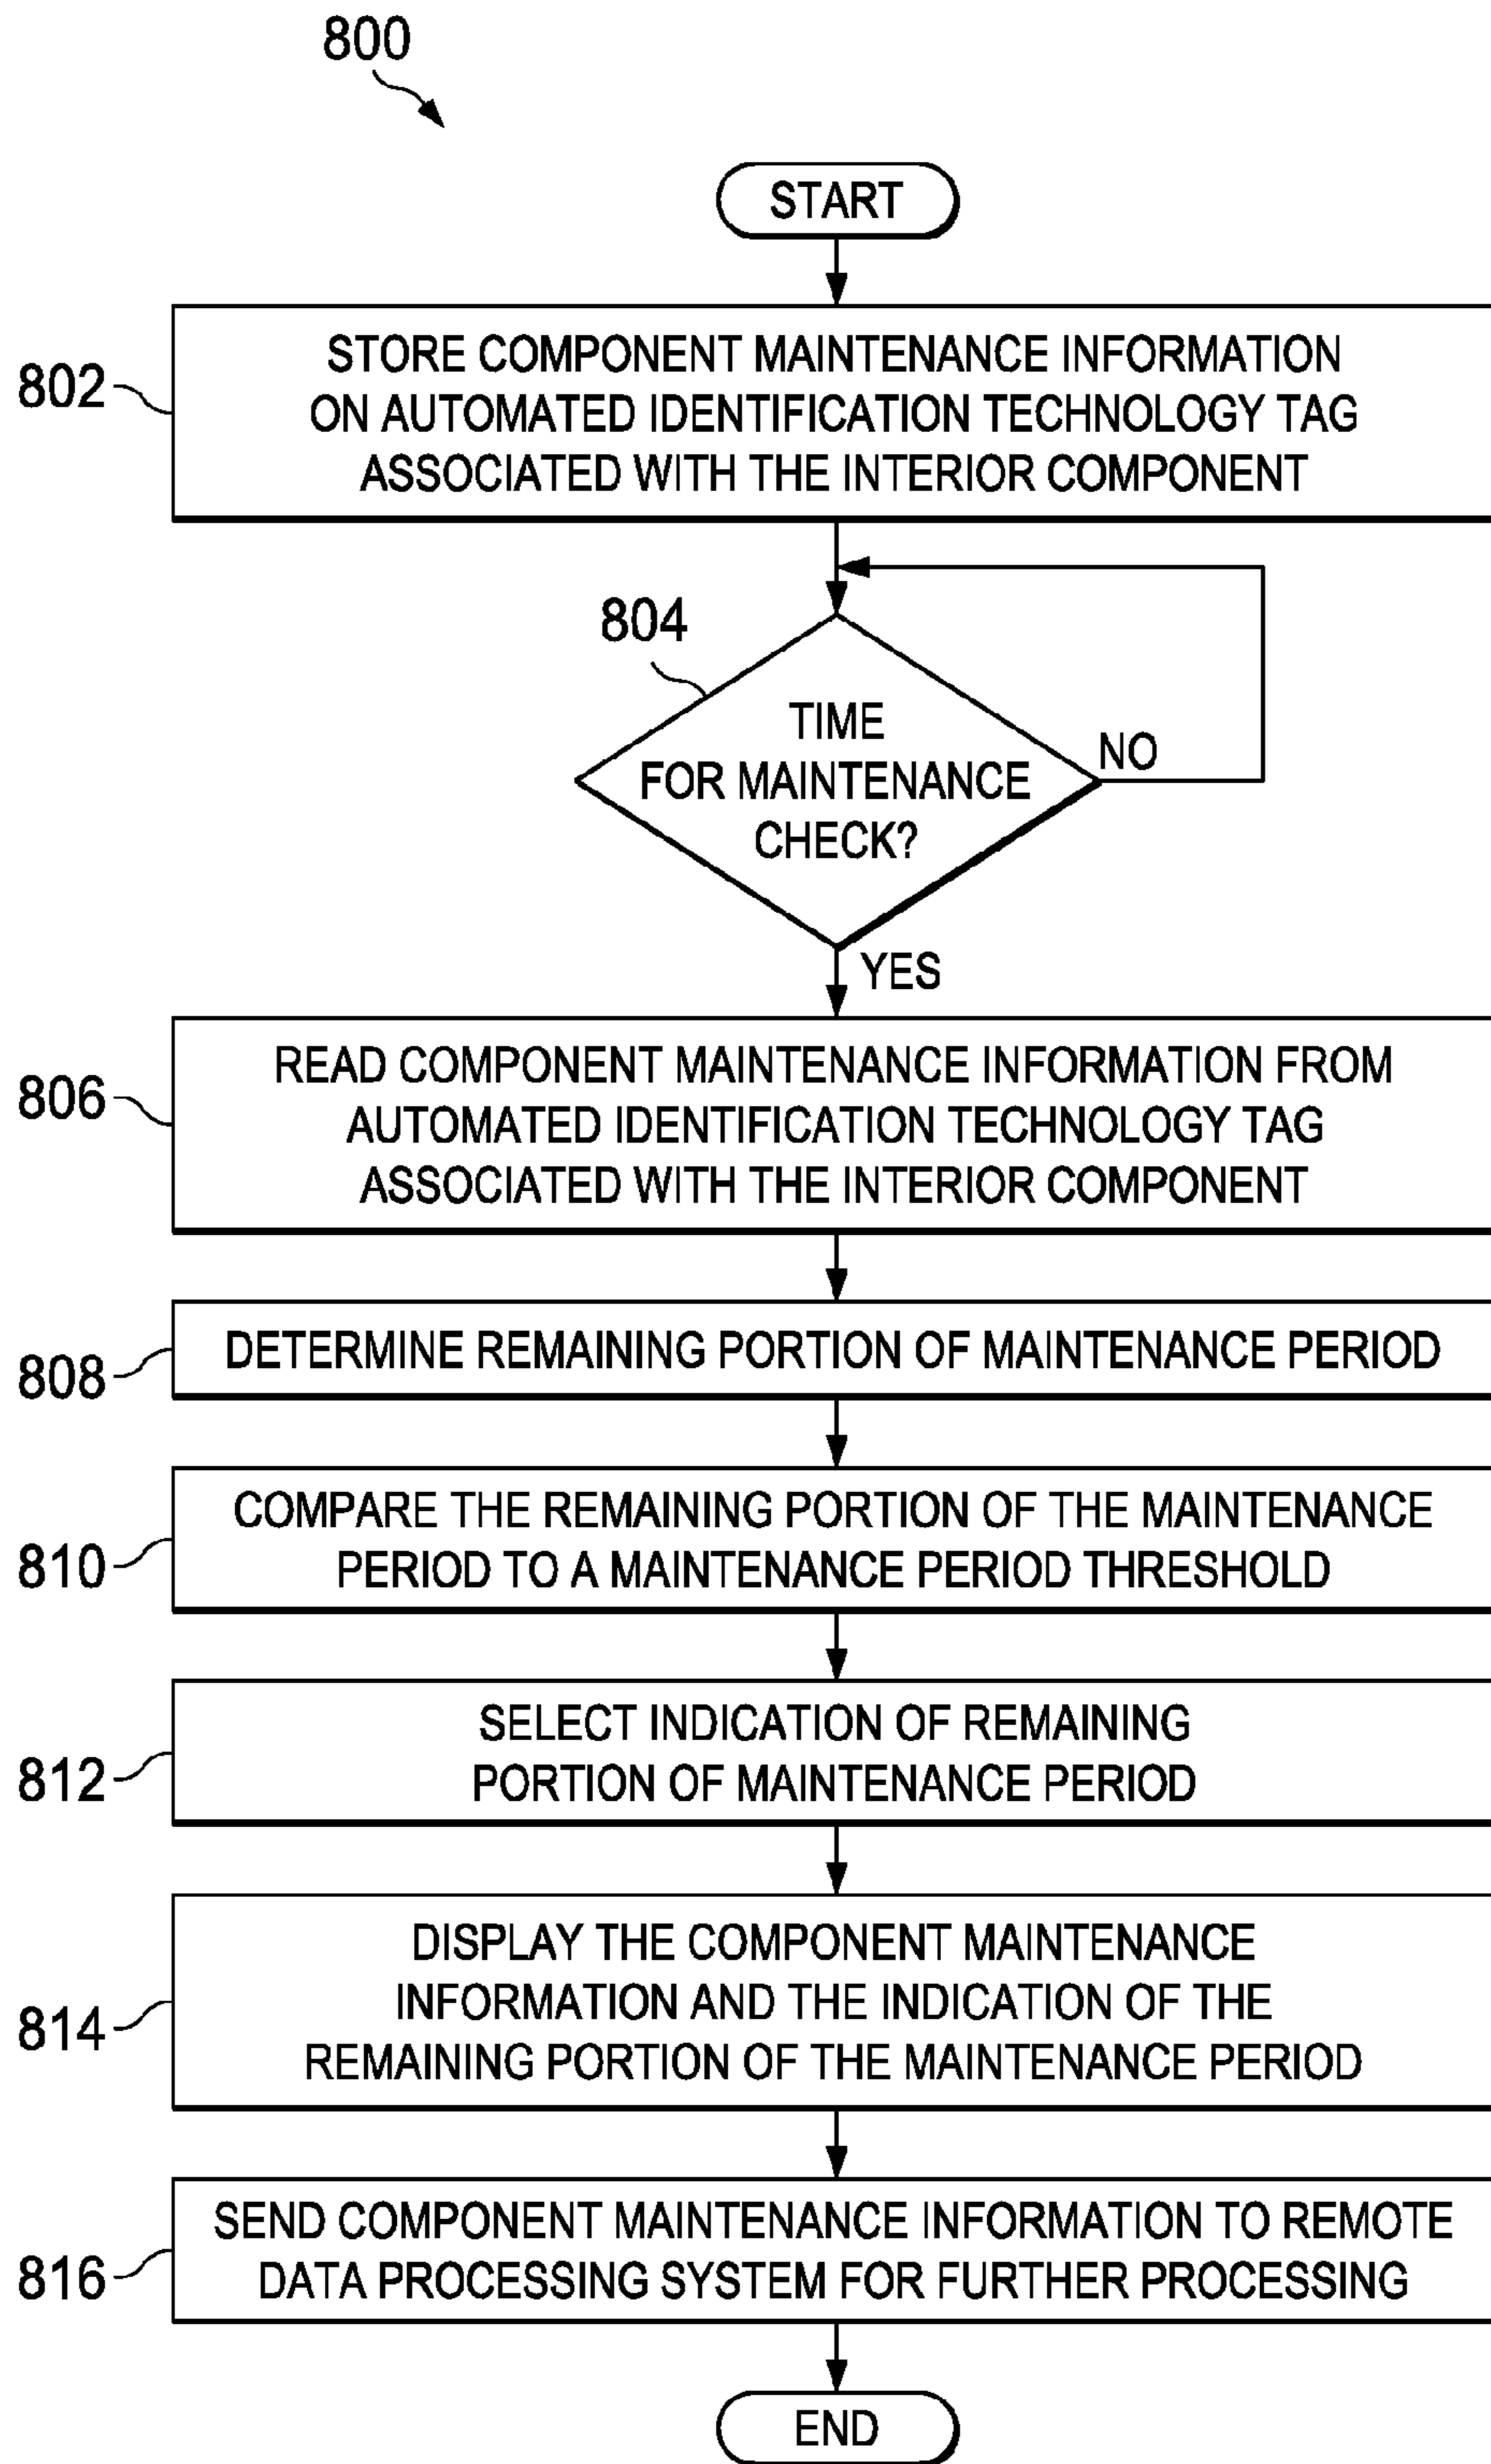 800
START
802
STORE COMPONENT MAINTENANCE INFORMATION
ON AUTOMATED IDENTIFICATION TECHNOLOGY TAG
ASSOCIATED WITH THE INTERIOR COMPONENT
804
TIME
FOR MAINTENANCE
CHECK?
NO
YES
806
READ COMPONENT MAINTENANCE INFORMATION FROM
AUTOMATED IDENTIFICATION TECHNOLOGY TAG
ASSOCIATED WITH THE INTERIOR COMPONENT
808
DETERMINE REMAINING PORTION OF MAINTENANCE PERIOD
810
COMPARE THE REMAINING PORTION OF THE MAINTENANCE
PERIOD TO A MAINTENANCE PERIOD THRESHOLD
812
SELECT INDICATION OF REMAINING
PORTION OF MAINTENANCE PERIOD
814
DISPLAY THE COMPONENT MAINTENANCE
INFORMATION AND THE INDICATION OF THE
REMAINING PORTION OF THE MAINTENANCE PERIOD
816
SEND COMPONENT MAINTENANCE INFORMATION TO REMOTE
DATA PROCESSING SYSTEM FOR FURTHER PROCESSING
END